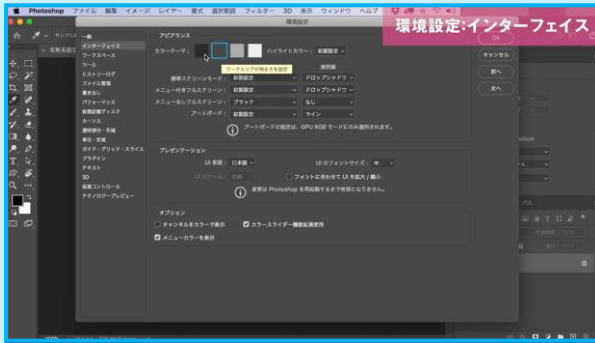 Photoshop ファイル 編集 イメージ レイヤー 書式 選択範囲 フィルター 3D 表示 ウィンドウ ヘルプ
環境設定:インターフェイス
環境設定
一般
インターフェイス
ワークスペース
ツール
ヒストリーログ
ファイル管理
書き出し
パフォーマンス
仮想記憶ディスク
カーソル
透明部分・色域
単位・定規
ガイド・グリッド・スライス
プラグイン
テキスト
3D
拡張コントロール
テクノロジープレビュー
アピアランス
カラーテーマ:
ハイライトカラー: 初期設定
ワークエリアの明るさを設定
境界線
標準スクリーンモード: 初期設定 ドロップシャドウ
メニュー付きフルスクリーン: 初期設定 ドロップシャドウ
メニューなしフルスクリーン: ブラック なし
アートボード: 初期設定 ライン
アートボードの設定は、GPU RGB モードにのみ適用されます。
プレゼンテーション
UI 言語: 日本語
UI のフォントサイズ: 中
フォントに合わせて UI を拡大 / 縮小
変更は Photoshop を再起動するまで有効になりません。
オプション
チャンネルをカラーで表示
カラースライダー機能拡張使用
メニューカラーを表示
OK
キャンセル
前へ
次へ
パス
100%